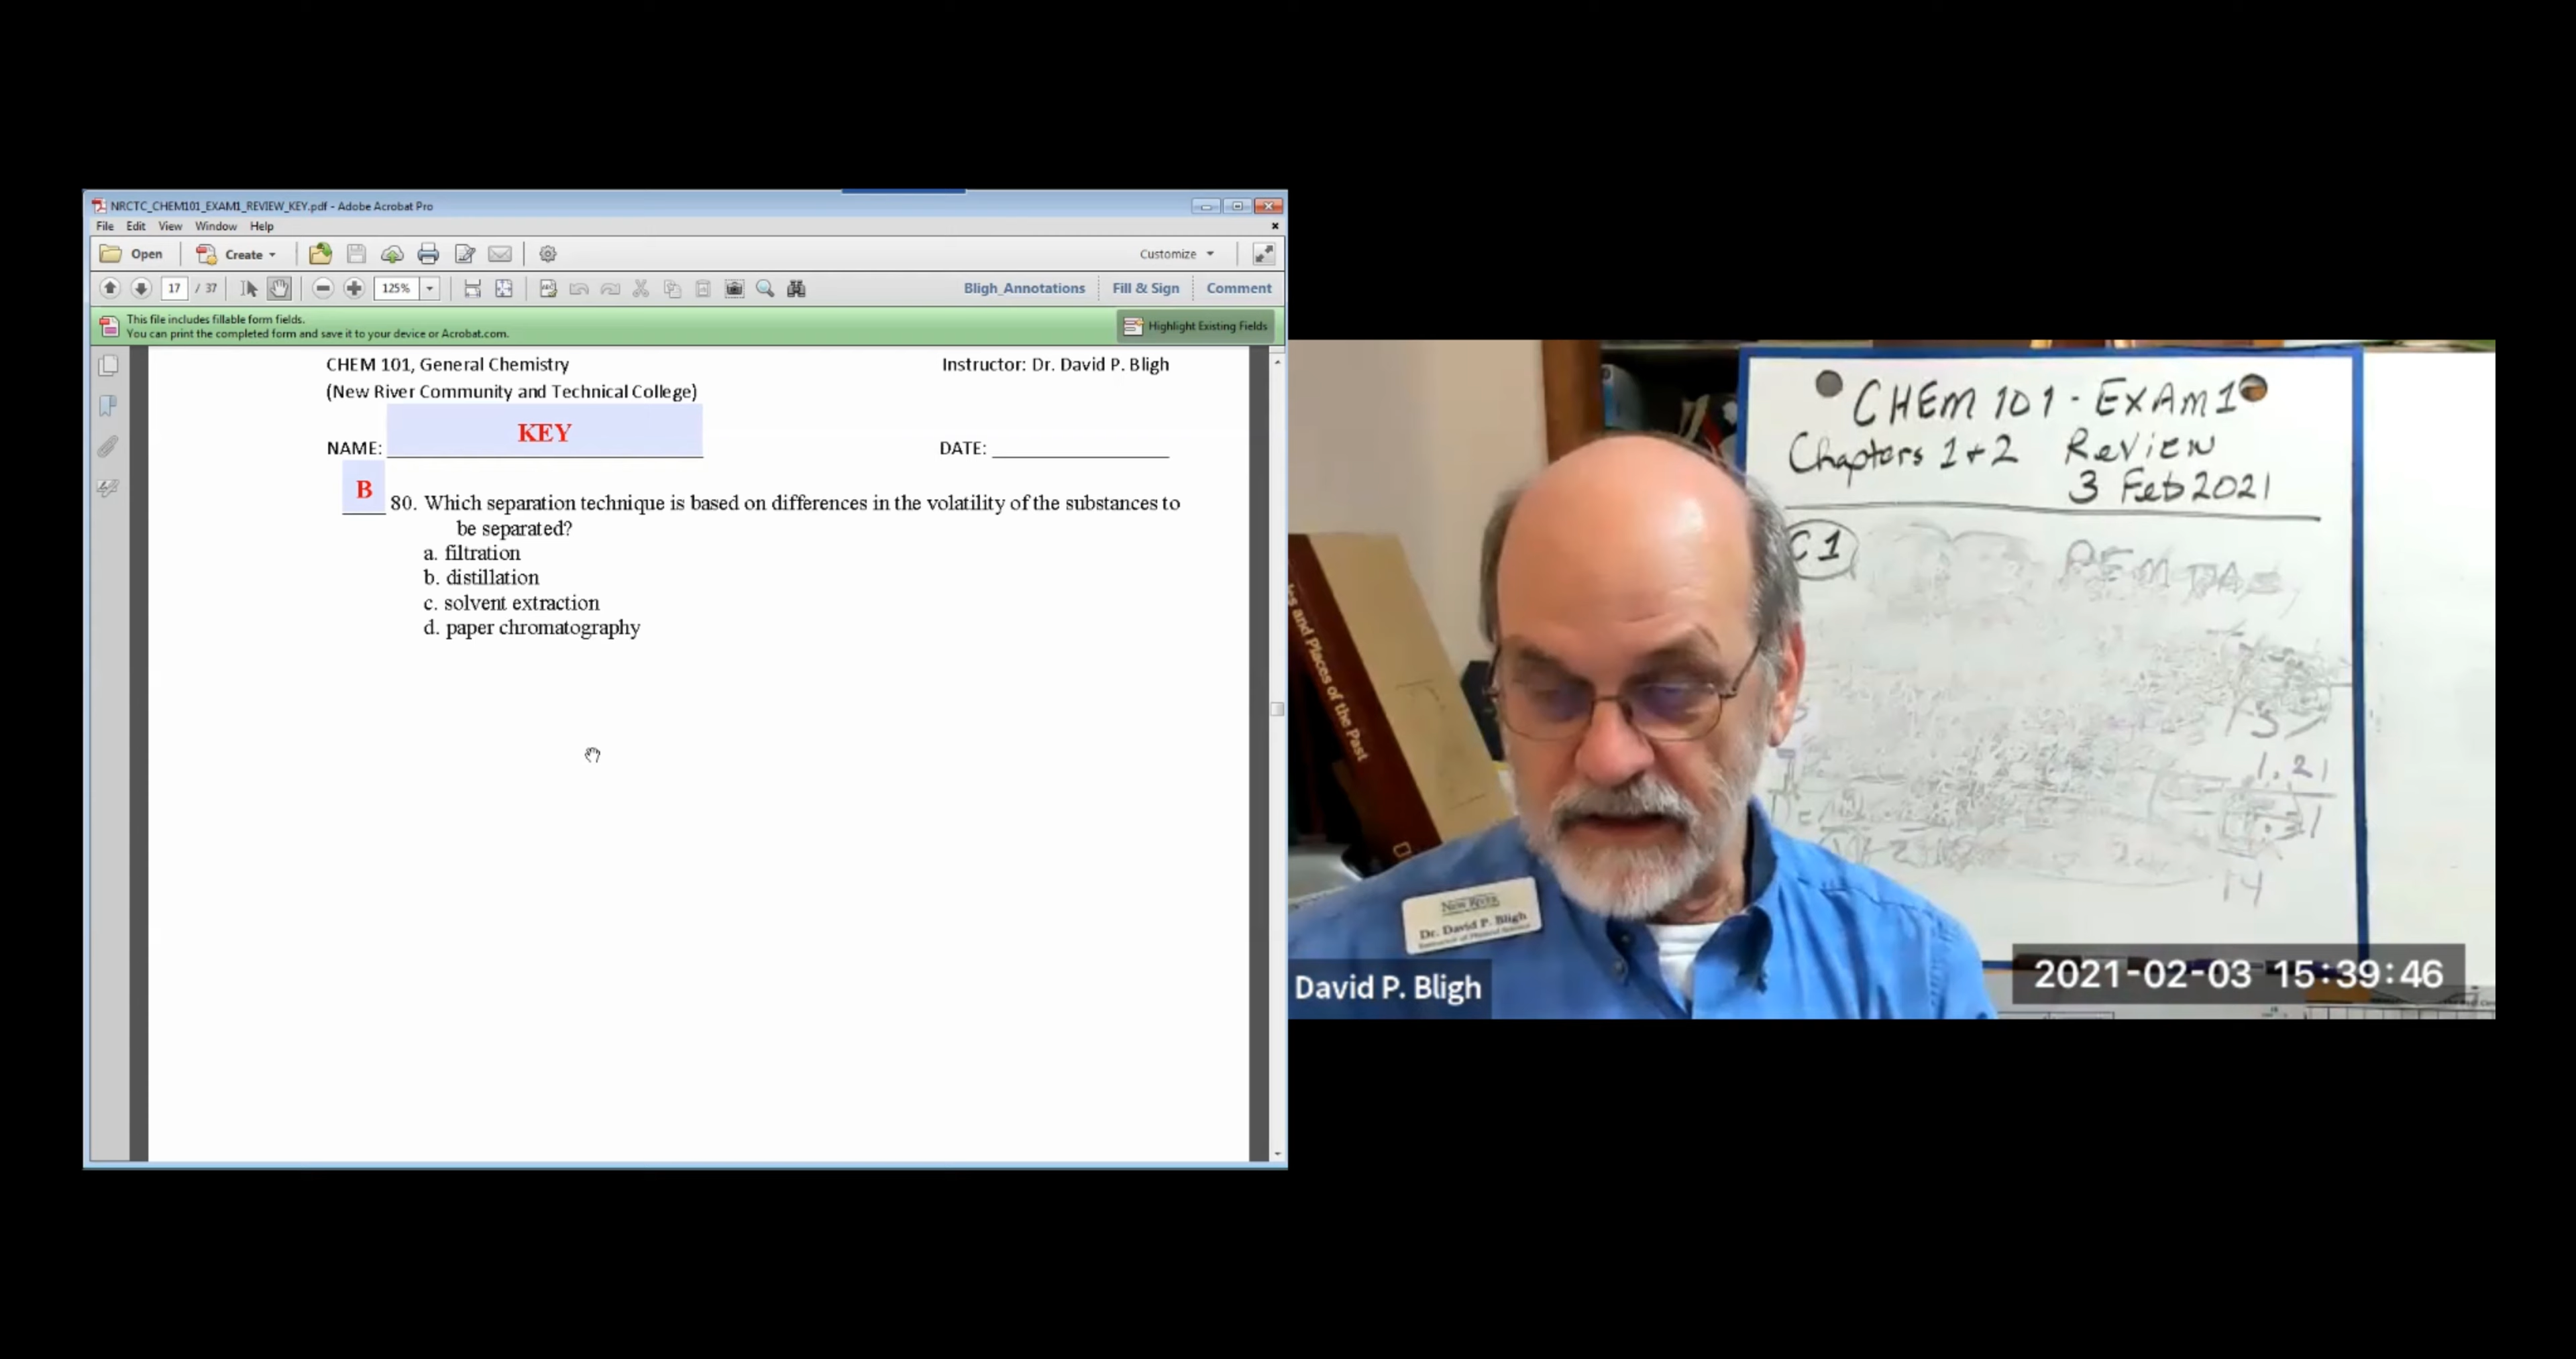 NRCTC_CHEM101_EXAM1_REVIEW_KEY.pdf - Adobe Acrobat Pro
File Edit View Window Help
Open Create Customize
17 / 37 125% Bligh_Annotations Fill & Sign Comment
This file includes fillable form fields.
You can print the completed form and save it to your device or Acrobat.com.
Highlight Existing Fields
CHEM 101, General Chemistry Instructor: Dr. David P. Bligh
(New River Community and Technical College)
NAME: KEY DATE:
B 80. Which separation technique is based on differences in the volatility of the substances to
be separated?
a. filtration
b. distillation
c. solvent extraction
d. paper chromatography
CHEM 101 - EXAM 1
Chapters 1 + 2 Review
3 Feb 2021
C1
PEMDAS
1.21
14
and Places of the Past
New River
Dr. David P. Bligh
David P. Bligh
2021-02-03 15:39:46